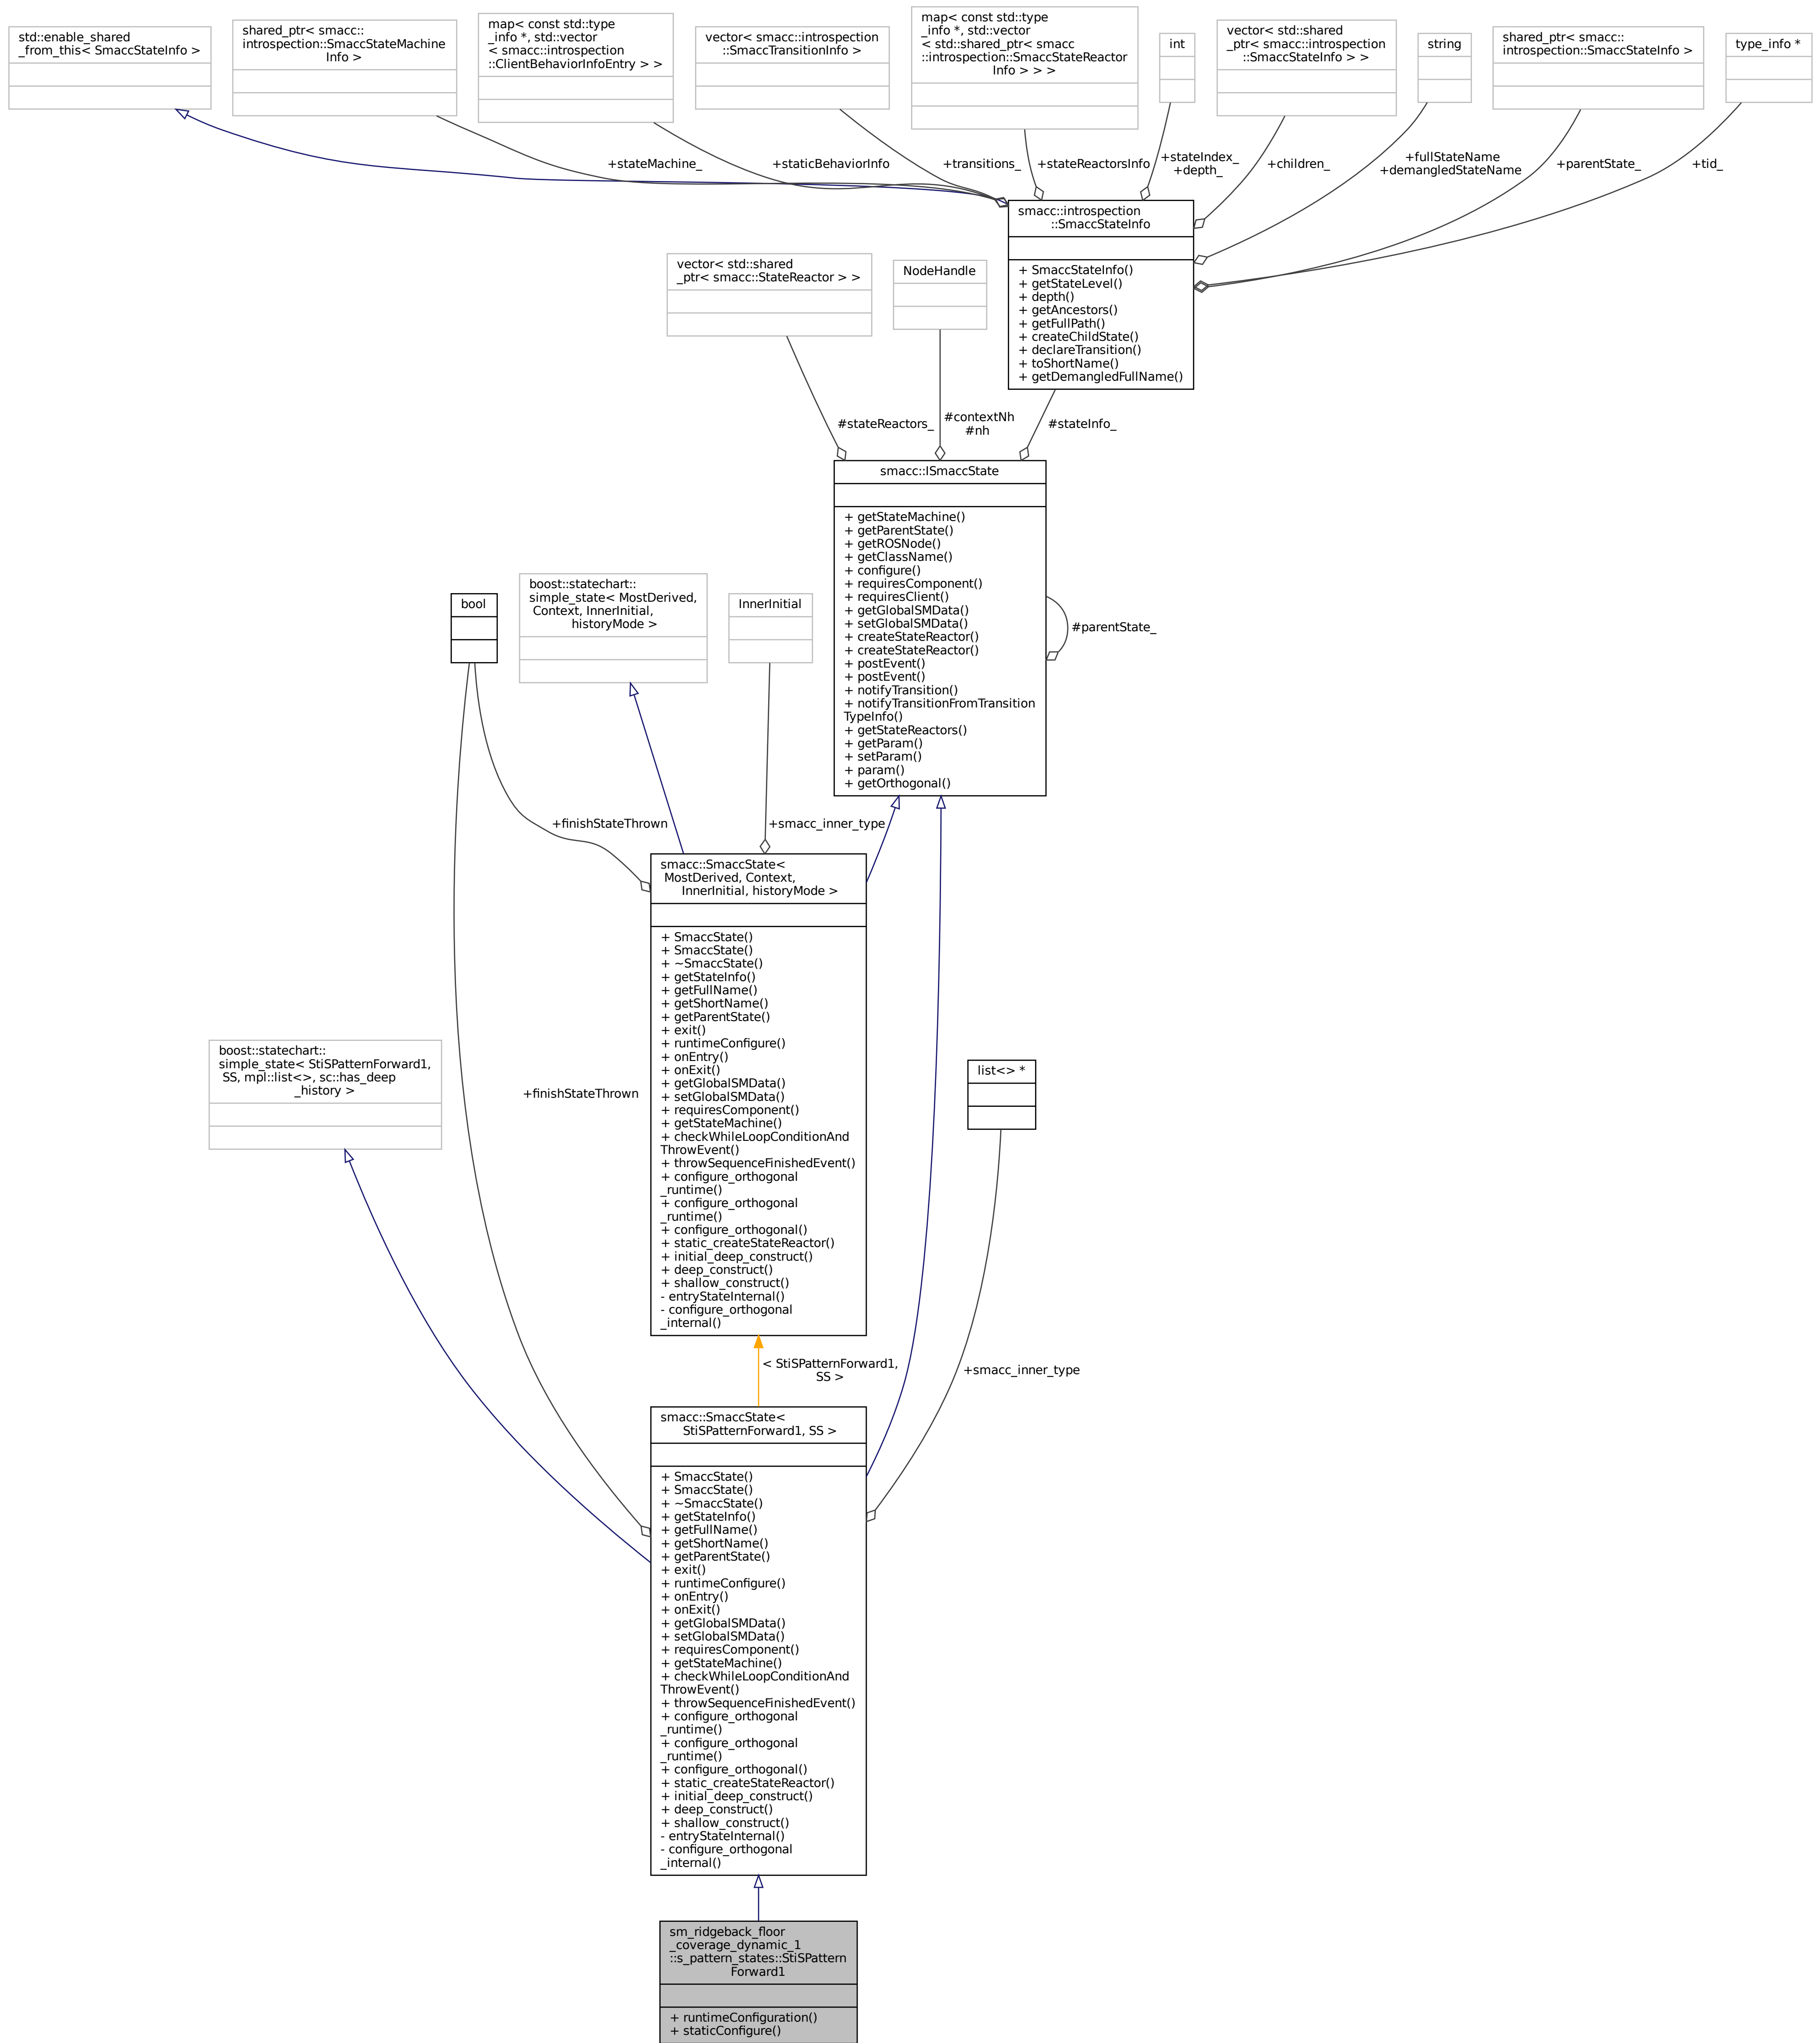 std::enable_shared
_from_this< SmaccStateInfo >
shared_ptr< smacc::
introspection::SmaccStateMachine
Info >
map< const std::type
_info *, std::vector
< smacc::introspection
::ClientBehaviorInfoEntry > >
vector< smacc::introspection
::SmaccTransitionInfo >
map< const std::type
_info *, std::vector
< std::shared_ptr< smacc
::introspection::SmaccStateReactor
Info > > >
int
vector< std::shared
_ptr< smacc::introspection
::SmaccStateInfo > >
string
shared_ptr< smacc::
introspection::SmaccStateInfo >
type_info *
+stateMachine_
+staticBehaviorInfo
+transitions_
+stateReactorsInfo
+stateIndex_
+depth_
+children_
+fullStateName
+demangledStateName
+parentState_
+tid_
smacc::introspection
::SmaccStateInfo
+ SmaccStateInfo()
+ getStateLevel()
+ depth()
+ getAncestors()
+ getFullPath()
+ createChildState()
+ declareTransition()
+ toShortName()
+ getDemangledFullName()
vector< std::shared
_ptr< smacc::StateReactor > >
NodeHandle
#stateReactors_
#contextNh
#nh
#stateInfo_
smacc::ISmaccState
+ getStateMachine()
+ getParentState()
+ getROSNode()
+ getClassName()
+ configure()
+ requiresComponent()
+ requiresClient()
+ getGlobalSMData()
+ setGlobalSMData()
+ createStateReactor()
+ createStateReactor()
+ postEvent()
+ postEvent()
+ notifyTransition()
+ notifyTransitionFromTransition
TypeInfo()
+ getStateReactors()
+ getParam()
+ setParam()
+ param()
+ getOrthogonal()
#parentState_
bool
boost::statechart::
simple_state< MostDerived,
Context, InnerInitial,
historyMode >
InnerInitial
+finishStateThrown
+smacc_inner_type
smacc::SmaccState<
MostDerived, Context,
InnerInitial, historyMode >
+ SmaccState()
+ SmaccState()
+ ~SmaccState()
+ getStateInfo()
+ getFullName()
+ getShortName()
+ getParentState()
+ exit()
+ runtimeConfigure()
+ onEntry()
+ onExit()
+ getGlobalSMData()
+ setGlobalSMData()
+ requiresComponent()
+ getStateMachine()
+ checkWhileLoopConditionAnd
ThrowEvent()
+ throwSequenceFinishedEvent()
+ configure_orthogonal
_runtime()
+ configure_orthogonal
_runtime()
+ configure_orthogonal()
+ static_createStateReactor()
+ initial_deep_construct()
+ deep_construct()
+ shallow_construct()
- entryStateInternal()
- configure_orthogonal
_internal()
boost::statechart::
simple_state< StiSPatternForward1,
SS, mpl::list<>, sc::has_deep
_history >
+finishStateThrown
list<> *
< StiSPatternForward1,
SS >
+smacc_inner_type
smacc::SmaccState<
StiSPatternForward1, SS >
+ SmaccState()
+ SmaccState()
+ ~SmaccState()
+ getStateInfo()
+ getFullName()
+ getShortName()
+ getParentState()
+ exit()
+ runtimeConfigure()
+ onEntry()
+ onExit()
+ getGlobalSMData()
+ setGlobalSMData()
+ requiresComponent()
+ getStateMachine()
+ checkWhileLoopConditionAnd
ThrowEvent()
+ throwSequenceFinishedEvent()
+ configure_orthogonal
_runtime()
+ configure_orthogonal
_runtime()
+ configure_orthogonal()
+ static_createStateReactor()
+ initial_deep_construct()
+ deep_construct()
+ shallow_construct()
- entryStateInternal()
- configure_orthogonal
_internal()
sm_ridgeback_floor
_coverage_dynamic_1
::s_pattern_states::StiSPattern
Forward1
+ runtimeConfiguration()
+ staticConfigure()